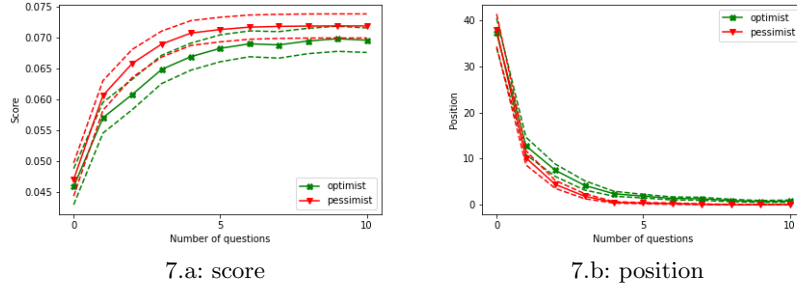 0.075
0.070
0.065
0.060
0.055
0.050
0.045
Score
0
5
10
Number of questions
optimist
pessimist
7.a: score
40
30
20
10
0
Position
0
5
10
Number of questions
optimist
pessimist
7.b: position